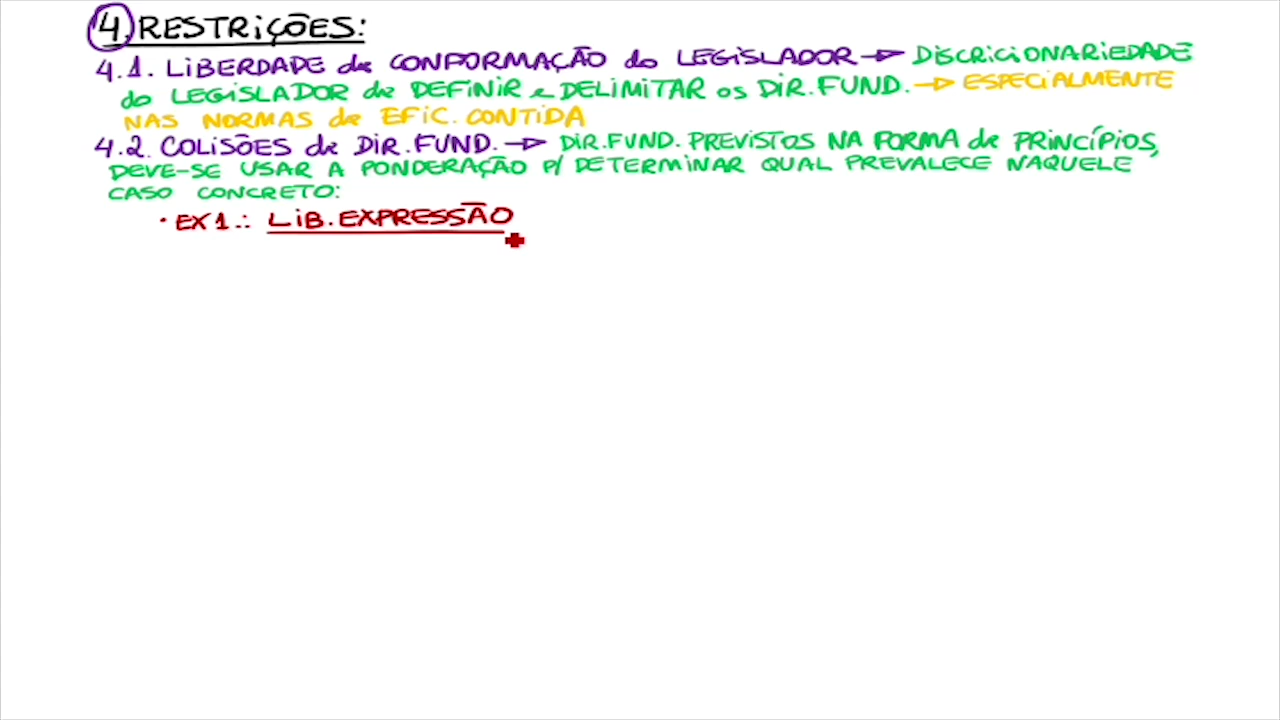 4 RESTRIÇÕES:
4.1. LIBERDADE de CONFORMAÇÃO do LEGISLADOR → DISCRICIONARIEDADE
do LEGISLADOR de DEFINIR e DELIMITAR os DIR.FUND. → ESPECIALMENTE
NAS NORMAS de EFIC. CONTIDA
4.2. COLISÕES de DIR.FUND. → DIR.FUND. PREVISTOS NA FORMA de PRINCÍPIOS,
DEVE-SE USAR A PONDERAÇÃO P/ DETERMINAR QUAL PREVALECE NAQUELE
CASO CONCRETO:
• EX1.: LIB.EXPRESSÃO